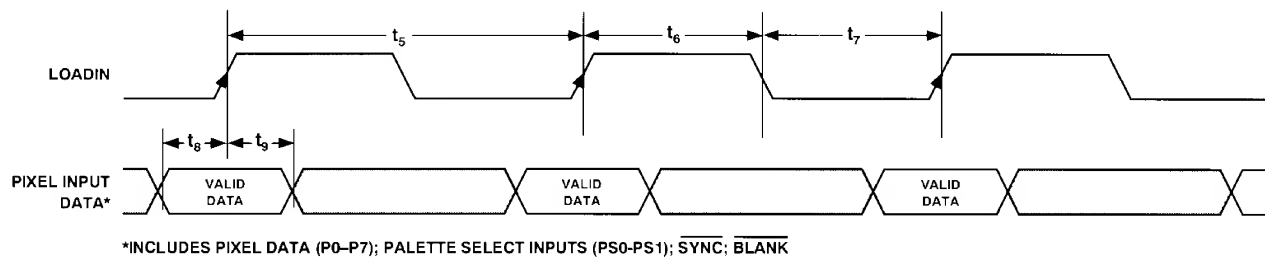 t5
t6
t7
LOADIN
t8
t9
PIXEL INPUT
DATA*
VALID
DATA
VALID
DATA
VALID
DATA
*INCLUDES PIXEL DATA (P0–P7); PALETTE SELECT INPUTS (PS0-PS1); SYNC; BLANK